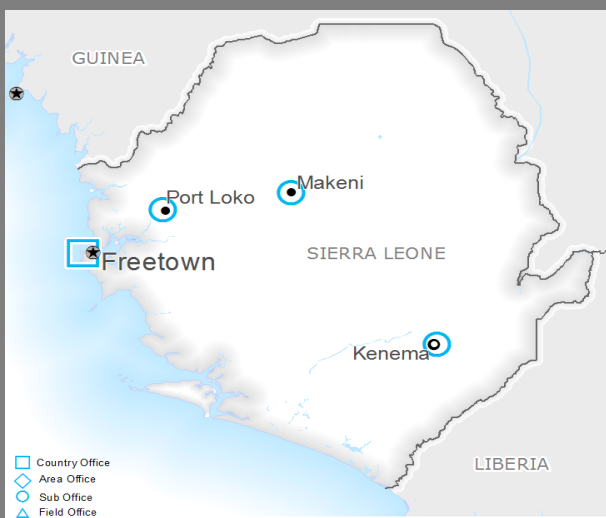 GUINEA
Makeni
Port Loko
SIERRA LEONE
Freetown
Kenema
LIBERIA
Country Office
Area Office
Sub Office
Field Office